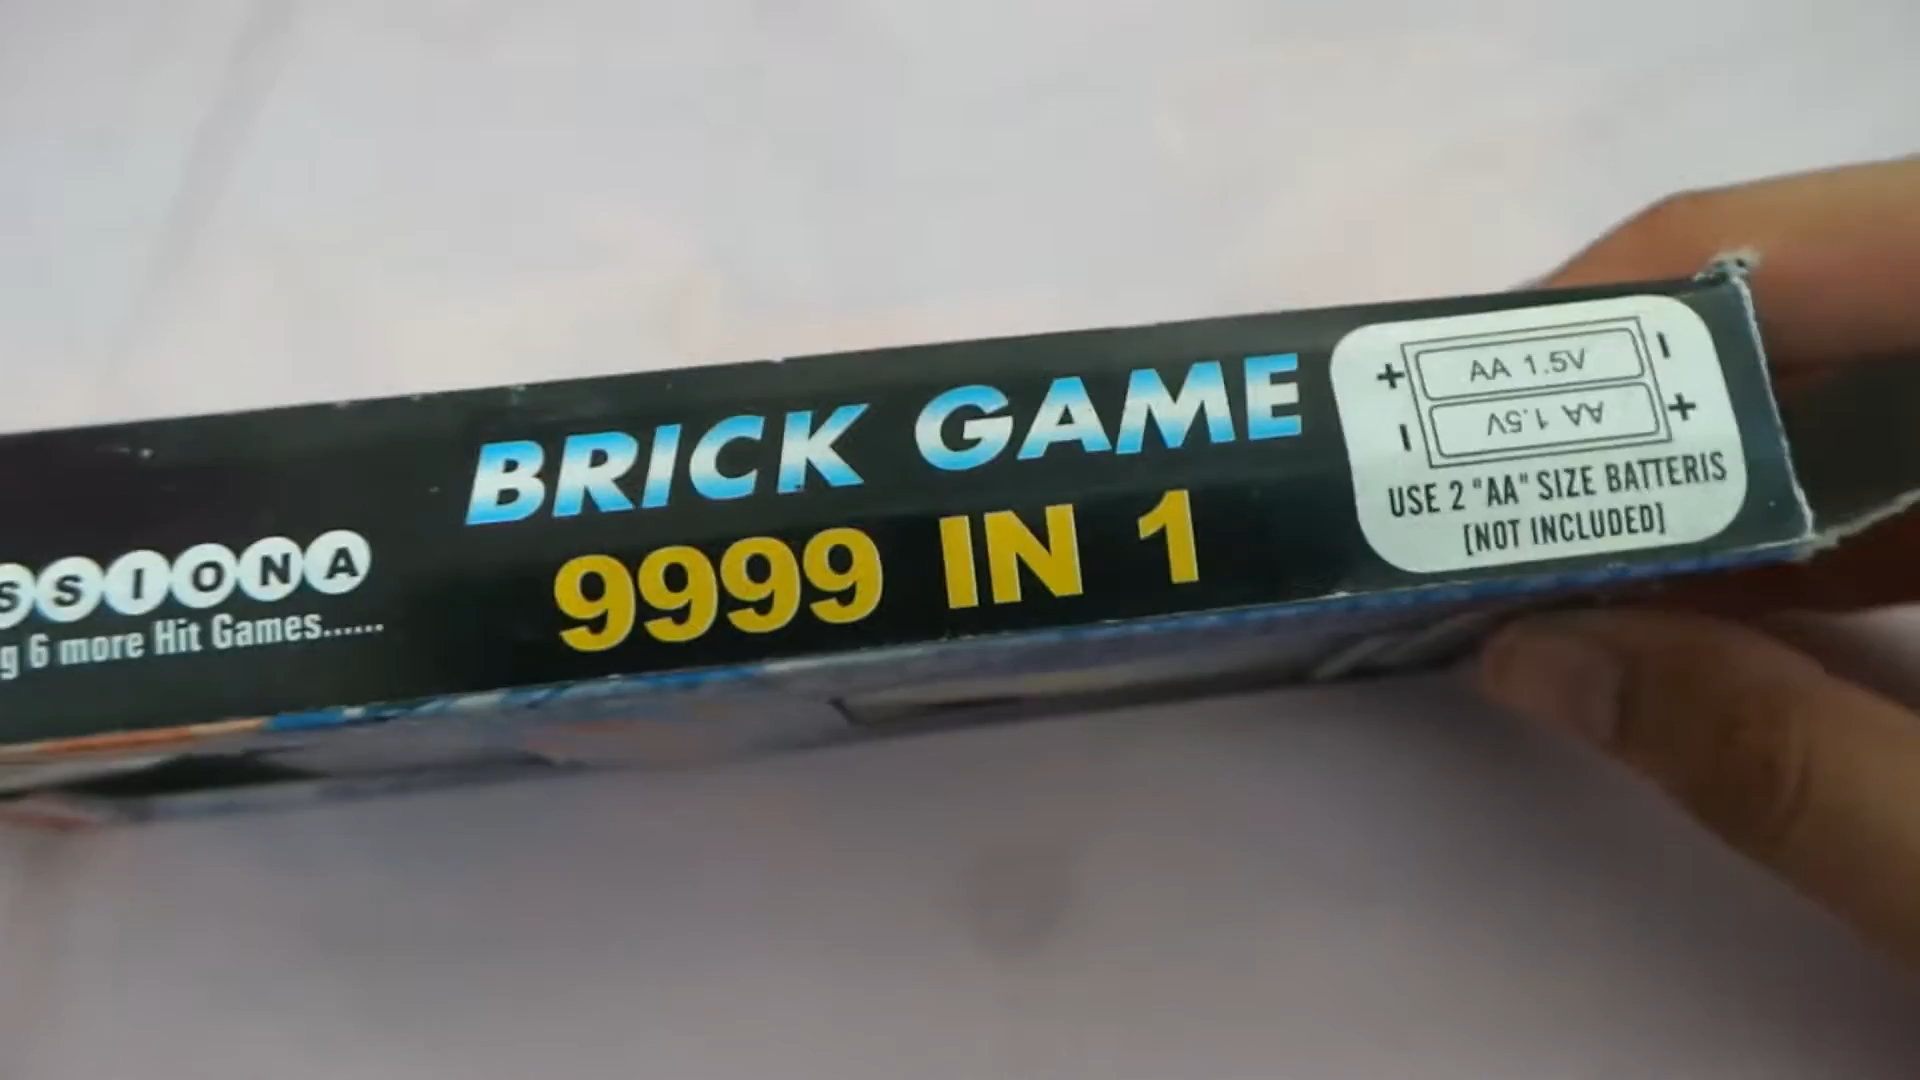 SSIONA
g 6 more Hit Games......
BRICK GAME
9999 IN 1
+ AA 1.5V -
- AA 1.5V +
USE 2 "AA" SIZE BATTERIS
[NOT INCLUDED]